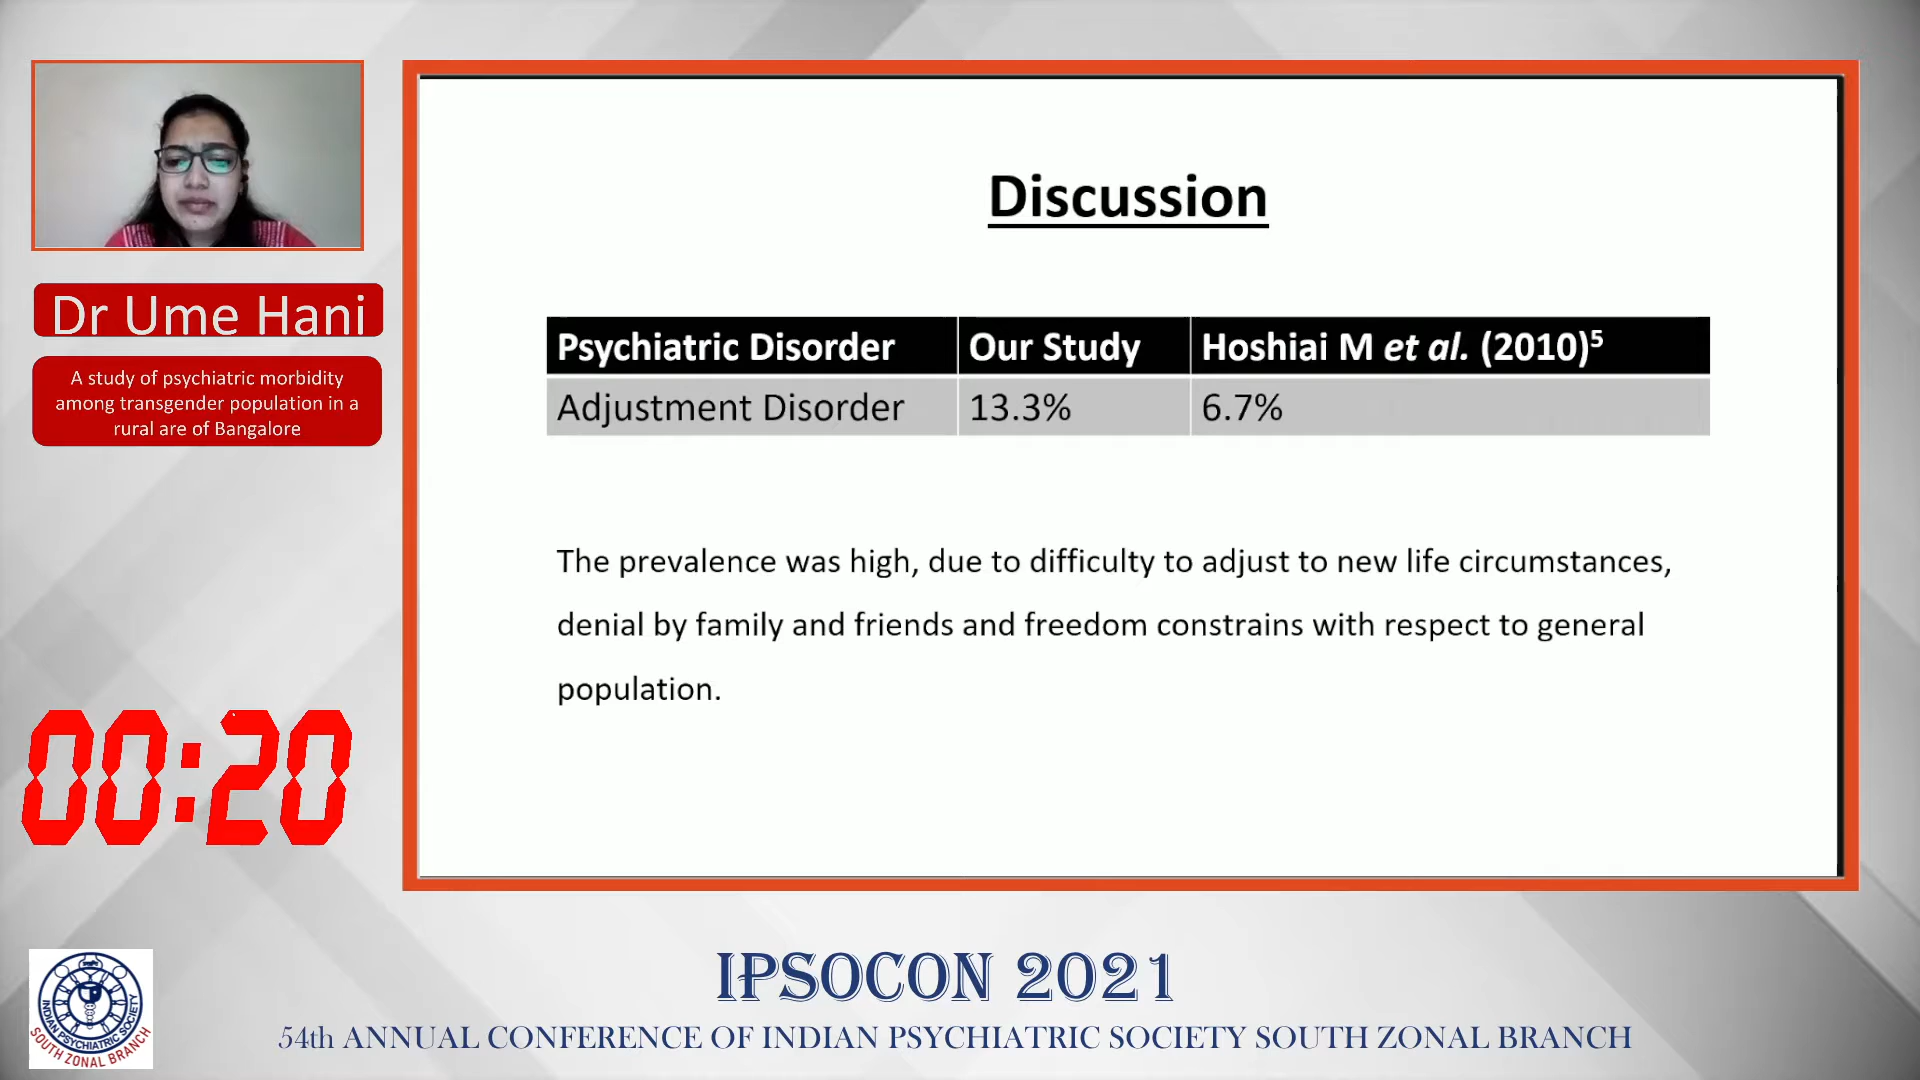 Dr Ume Hani
A study of psychiatric morbidity
among transgender population in a
rural are of Bangalore
00:20
Discussion
Psychiatric Disorder Our Study Hoshiai M et al. (2010)5
Adjustment Disorder 13.3% 6.7%
The prevalence was high, due to difficulty to adjust to new life circumstances,
denial by family and friends and freedom constrains with respect to general
population.
IPSOCON 2021
54th ANNUAL CONFERENCE OF INDIAN PSYCHIATRIC SOCIETY SOUTH ZONAL BRANCH
INDIAN PSYCHIATRIC SOCIETY
SOUTH ZONAL BRANCH